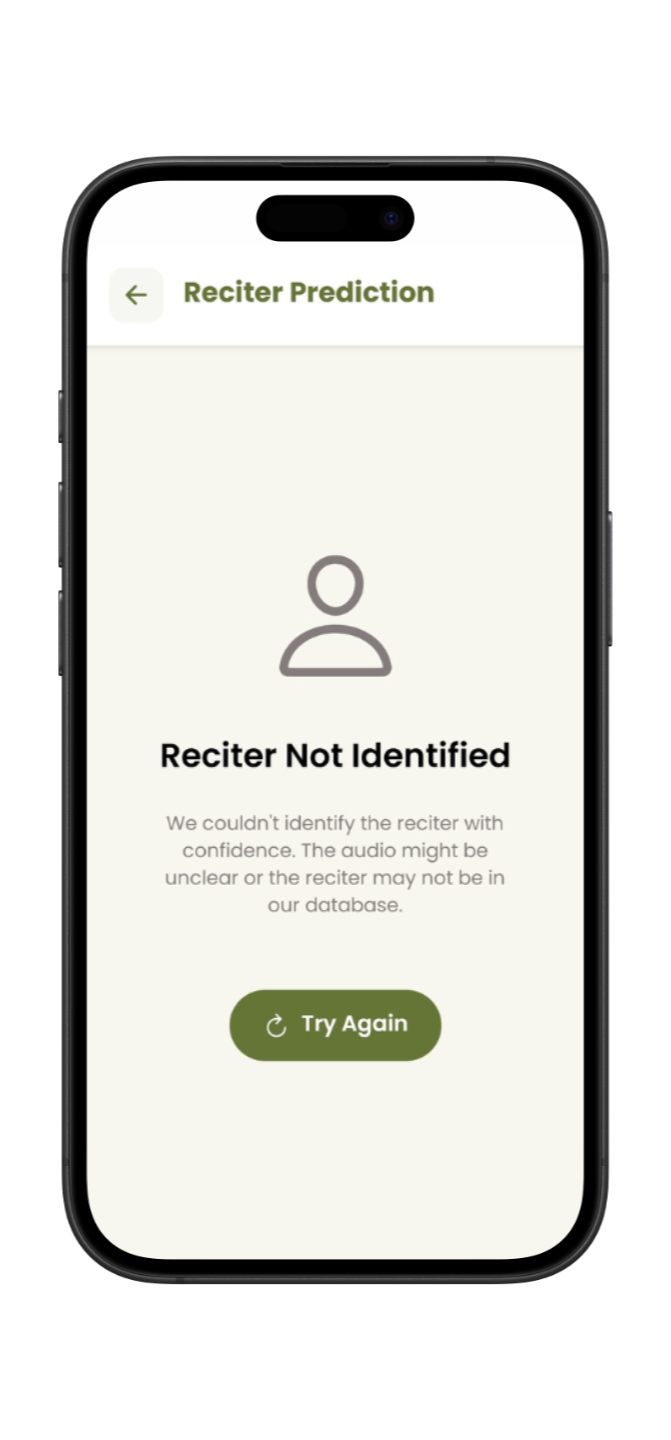 Reciter Prediction
Reciter Not Identified
We couldn't identify the reciter with
confidence. The audio might be
unclear or the reciter may not be in
our database.
Try Again